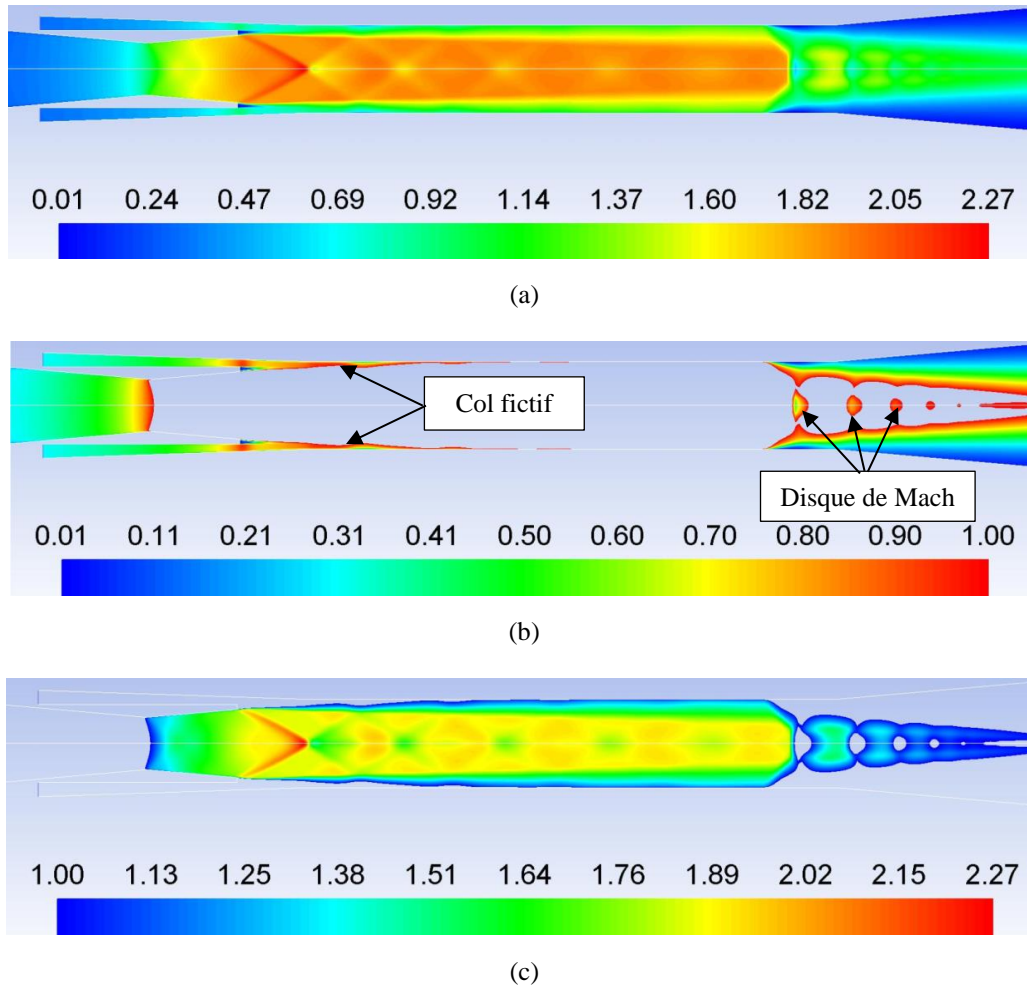 0.01 0.24 0.47 0.69 0.92 1.14 1.37 1.60 1.82 2.05 2.27
(a)
Col fictif
Disque de Mach
0.01 0.11 0.21 0.31 0.41 0.50 0.60 0.70 0.80 0.90 1.00
(b)
1.00 1.13 1.25 1.38 1.51 1.64 1.76 1.89 2.02 2.15 2.27
(c)